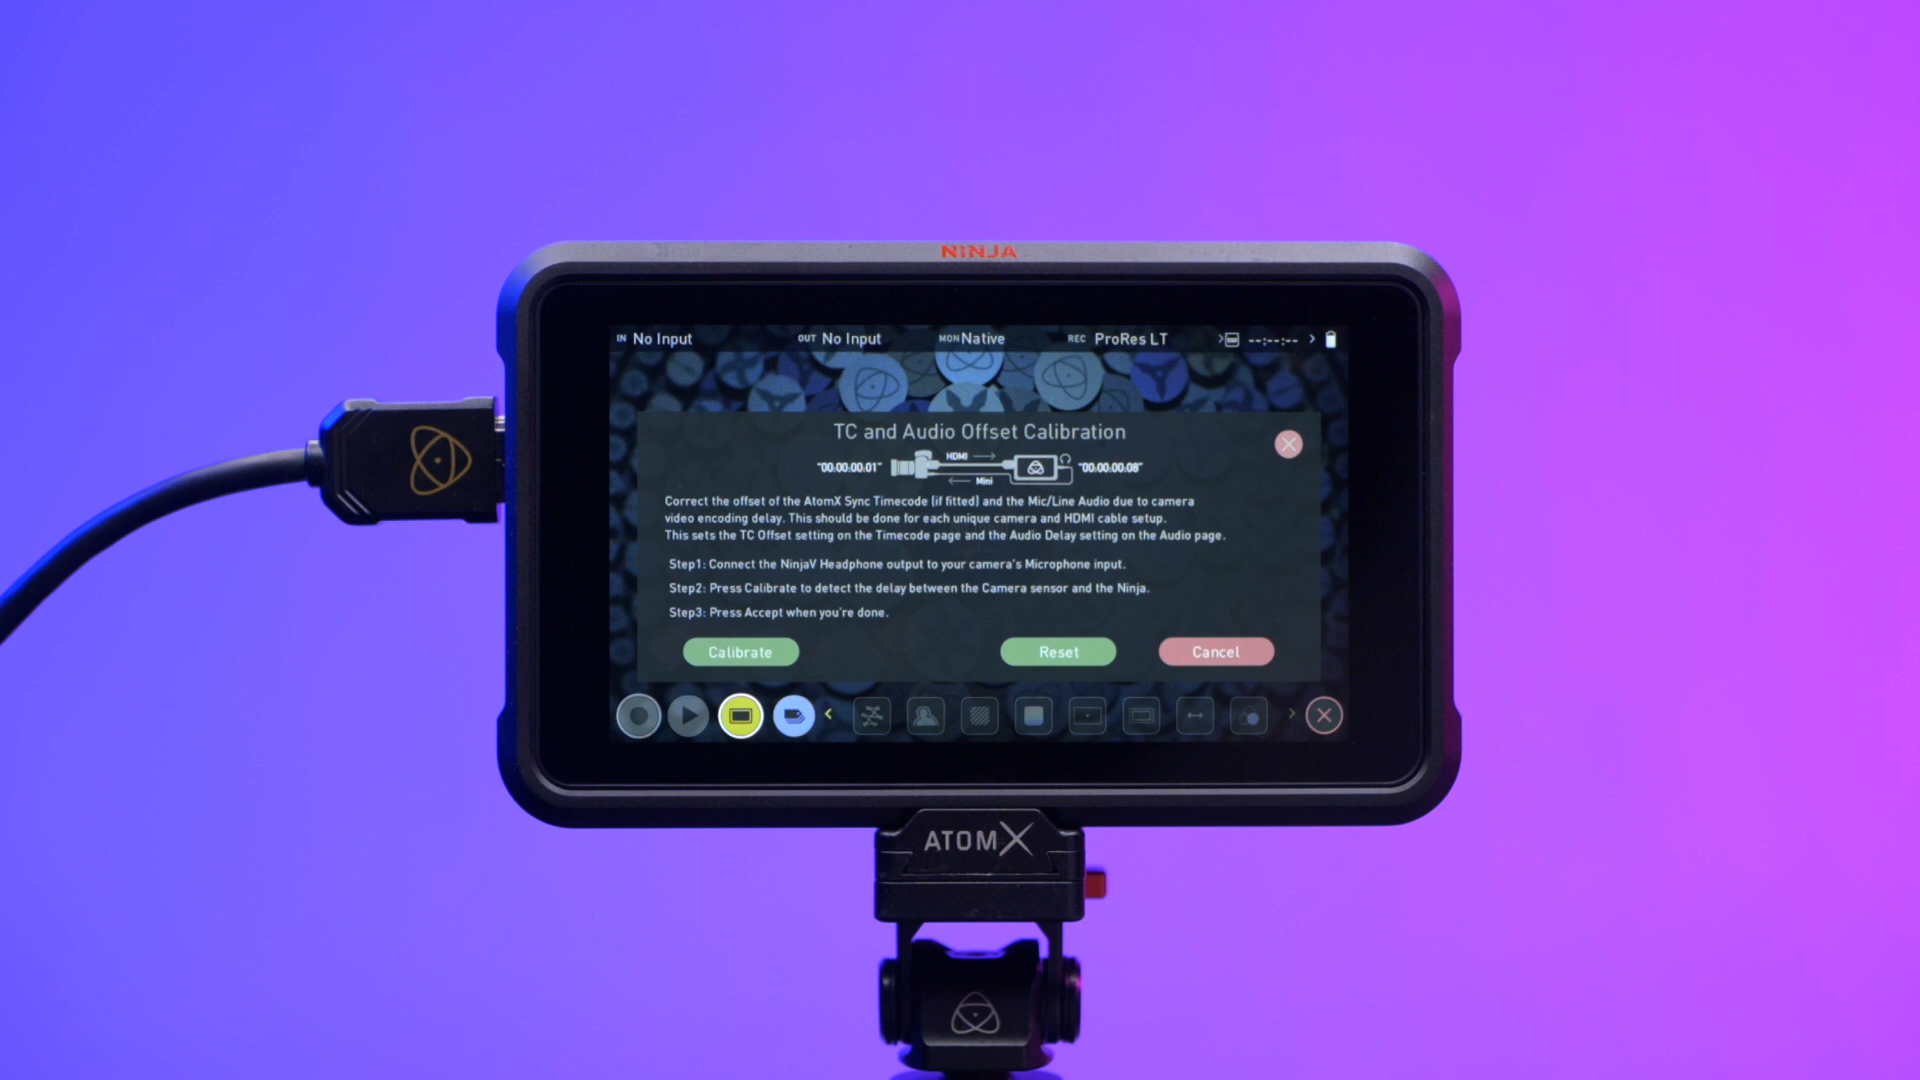 NINJA
IN No Input OUT No Input MON Native REC ProRes LT --:--:--
TC and Audio Offset Calibration
HDMI
"00:00:00:01" "00:00:00:08"
Mini
Correct the offset of the AtomX Sync Timecode (if fitted) and the Mic/Line Audio due to camera
video encoding delay. This should be done for each unique camera and HDMI cable setup.
This sets the TC Offset setting on the Timecode page and the Audio Delay setting on the Audio page.
Step1: Connect the NinjaV Headphone output to your camera's Microphone input.
Step2: Press Calibrate to detect the delay between the Camera sensor and the Ninja.
Step3: Press Accept when you're done.
Calibrate Reset Cancel
ATOMX